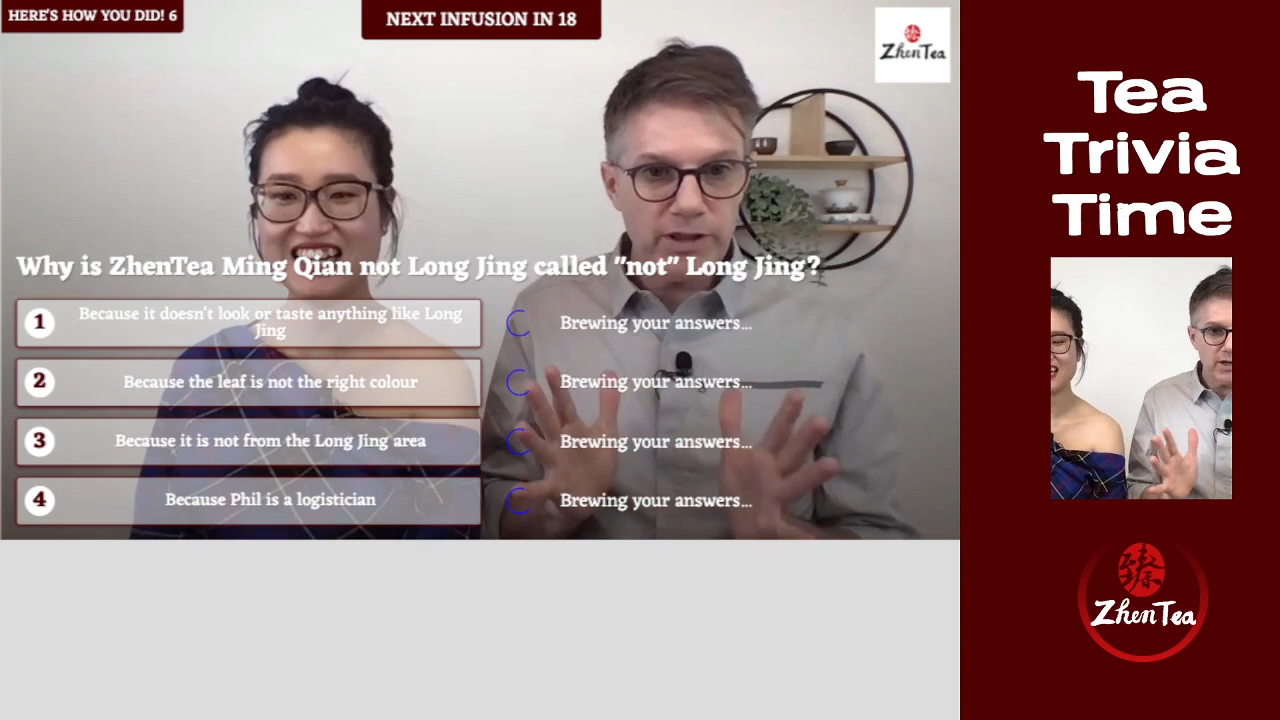 HERE'S HOW YOU DID! 6
NEXT INFUSION IN 18
臻
ZhenTea
Tea
Trivia
Time
Why is ZhenTea Ming Qian not Long Jing called "not" Long Jing?
1
Because it doesn't look or taste anything like Long
Jing
Brewing your answers...
2
Because the leaf is not the right colour
Brewing your answers...
3
Because it is not from the Long Jing area
Brewing your answers...
4
Because Phil is a logistician
Brewing your answers...
臻
ZhenTea